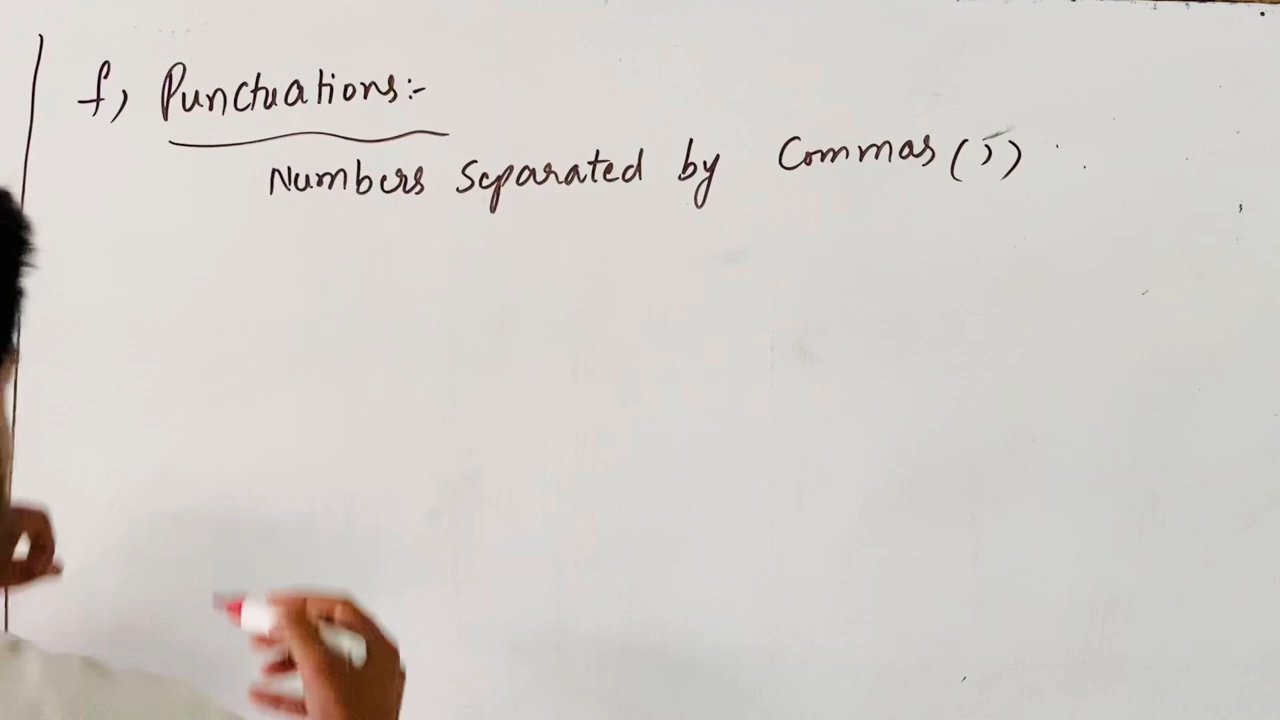 f, Punctuations:-
Numbers separated by Commas (,)